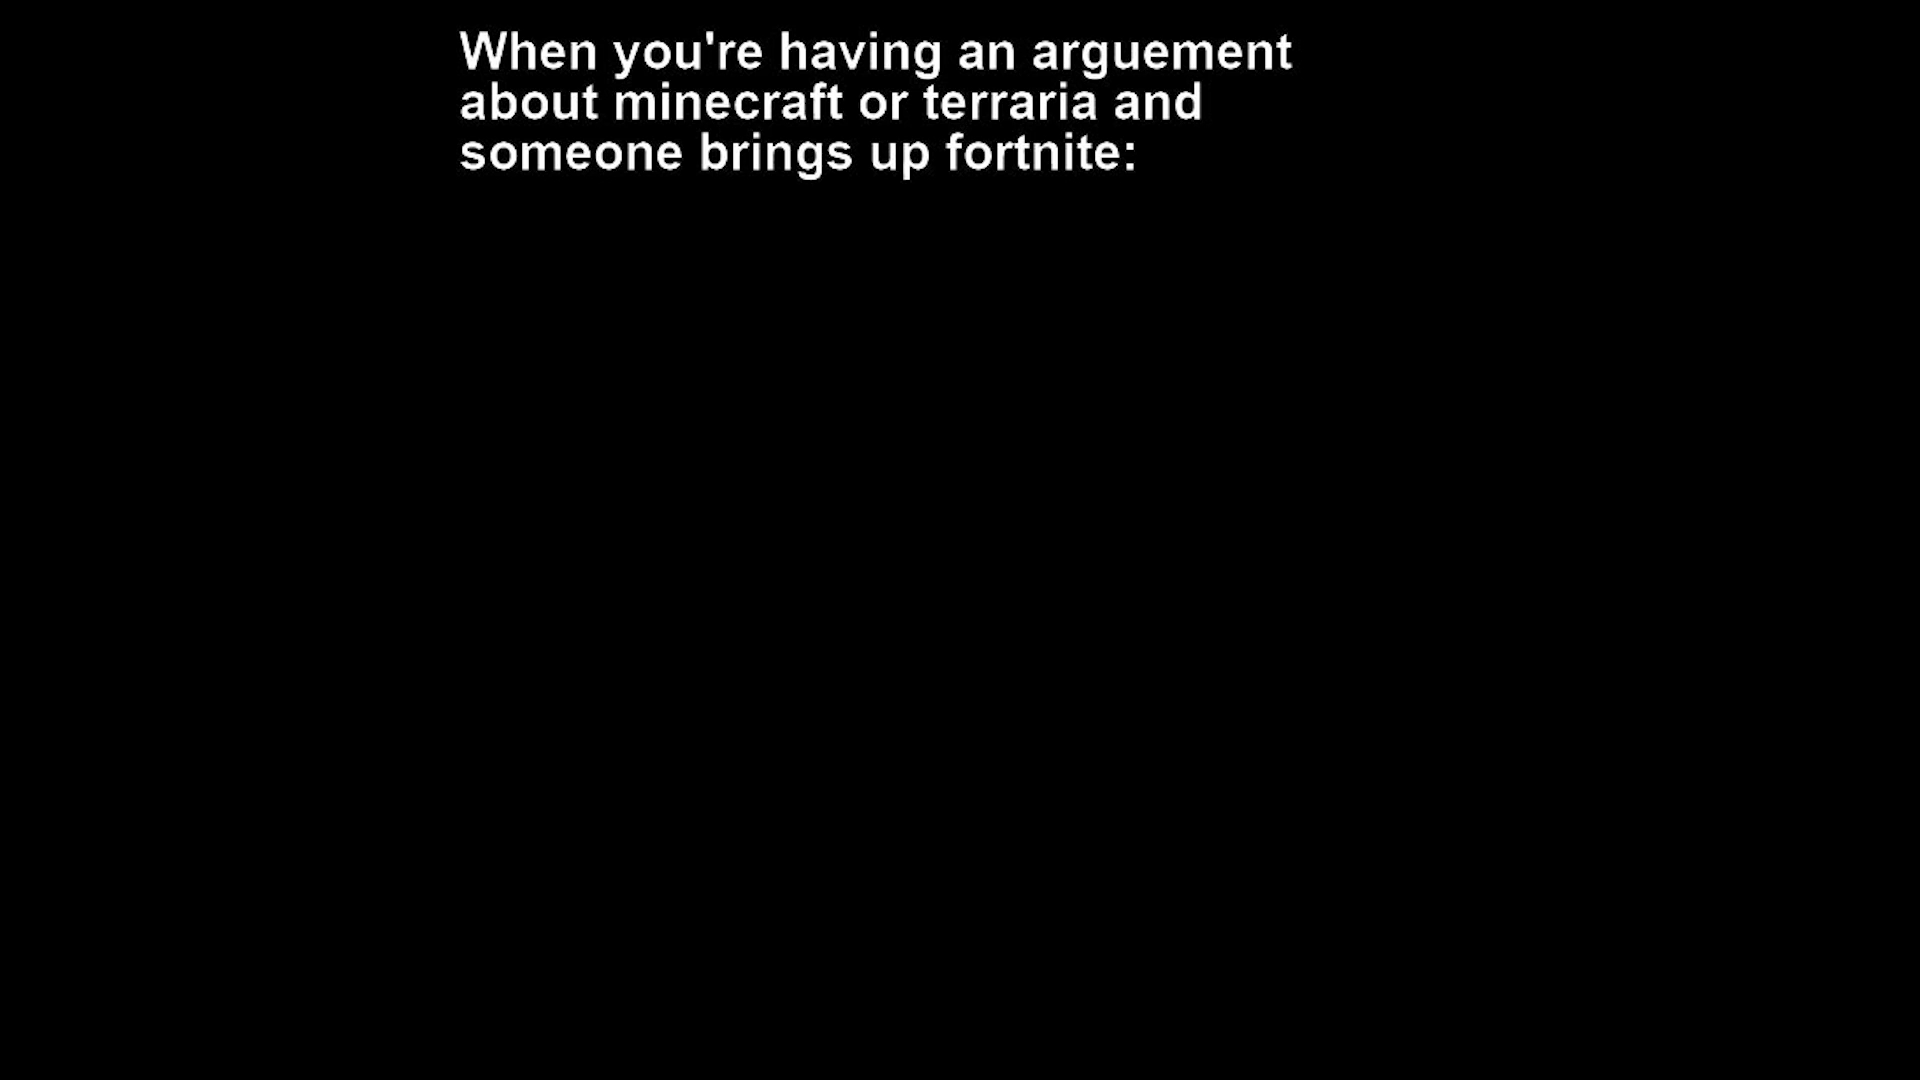 When you're having an arguement
about minecraft or terraria and
someone brings up fortnite: